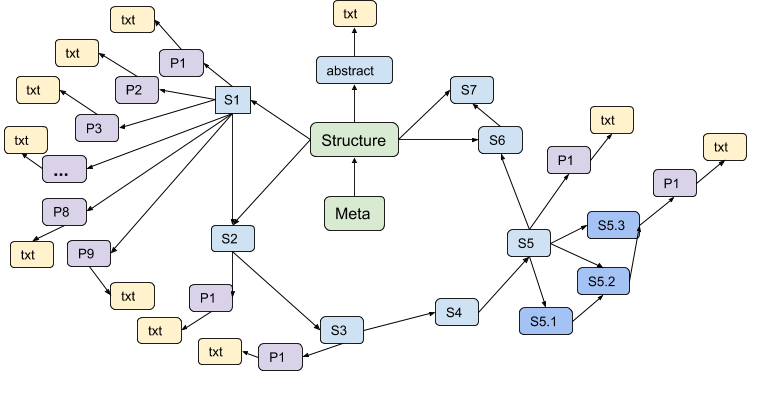 txt
txt
txt
P1
abstract
P2
S7
txt
S1
txt
P3
Structure
S6
txt
txt
P1
...
P1
P8
Meta
S5.3
S2
S5
P9
txt
S5.2
txt
P1
S4
S5.1
txt
S3
txt
P1
txt